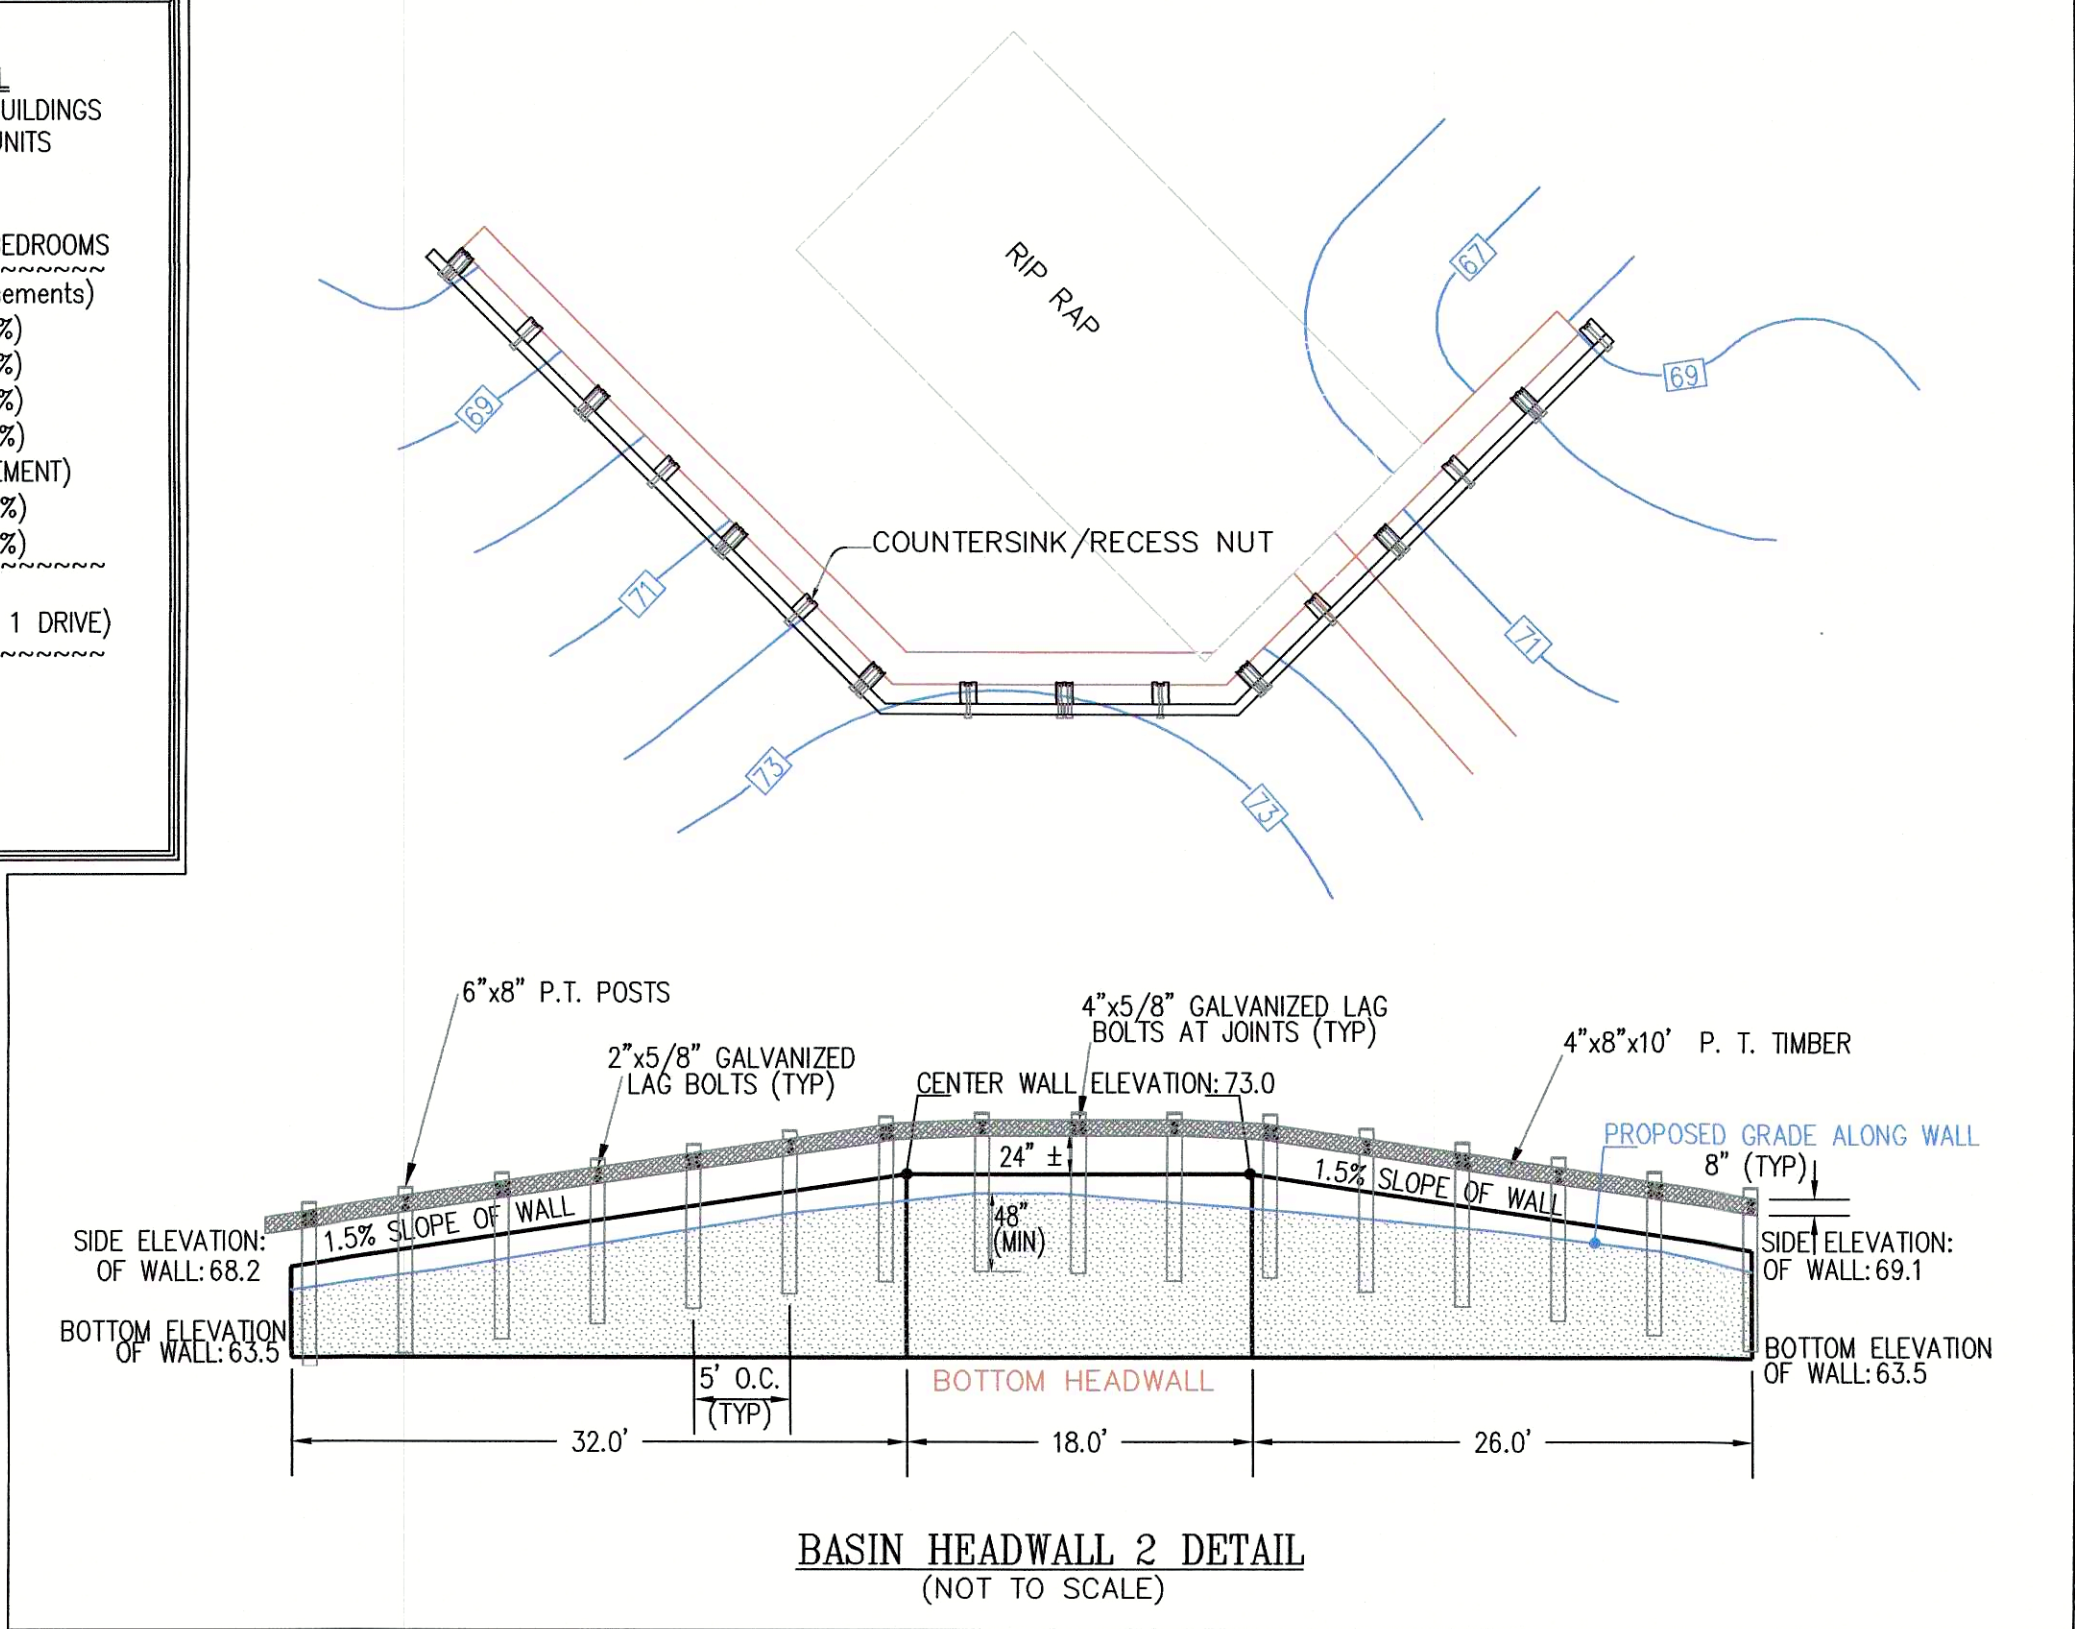 UILDINGS
NITS
EDROOMS
~~~~~~
ements)
%)
%)
%)
%)
EMENT)
%)
%)
~~~~~~
1 DRIVE)
~~~~~~
RIP RAP
67
69
69
COUNTERSINK/RECESS NUT
71
71
73
73
6"x8" P.T. POSTS
2"x5/8" GALVANIZED
LAG BOLTS (TYP)
4"x5/8" GALVANIZED LAG
BOLTS AT JOINTS (TYP)
CENTER WALL ELEVATION: 73.0
4"x8"x10' P. T. TIMBER
PROPOSED GRADE ALONG WALL
8" (TYP)
24" ±
1.5% SLOPE OF WALL
1.5% SLOPE OF WALL
48"
(MIN)
SIDE ELEVATION:
OF WALL: 68.2
SIDE ELEVATION:
OF WALL: 69.1
BOTTOM ELEVATION
OF WALL: 63.5
BOTTOM ELEVATION
OF WALL: 63.5
5' O.C.
(TYP)
BOTTOM HEADWALL
32.0'
18.0'
26.0'
BASIN HEADWALL 2 DETAIL
(NOT TO SCALE)